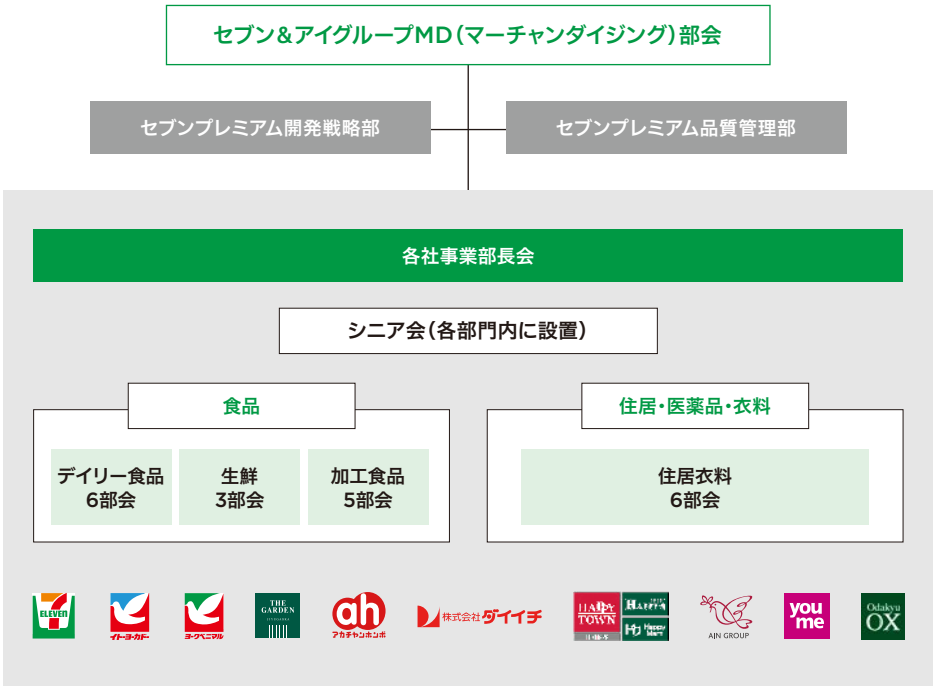 セブン&アイグループMD(マーチャンダイジング)部会
セブンプレミアム開発戦略部
セブンプレミアム品質管理部
各社事業部長会
シニア会(各部門内に設置)
食品
住居・医薬品・衣料
デイリー食品
6部会
生鮮
3部会
加工食品
5部会
住居衣料
6部会
ELEVEN
イトーヨーカドー
ヨークベニマル
THE
GARDEN
ah
アカチャンホンポ
株式会社ダイイチ
HAPPY
TOWN
Happy
Mart
AIN GROUP
you
me
Odakyu
OX